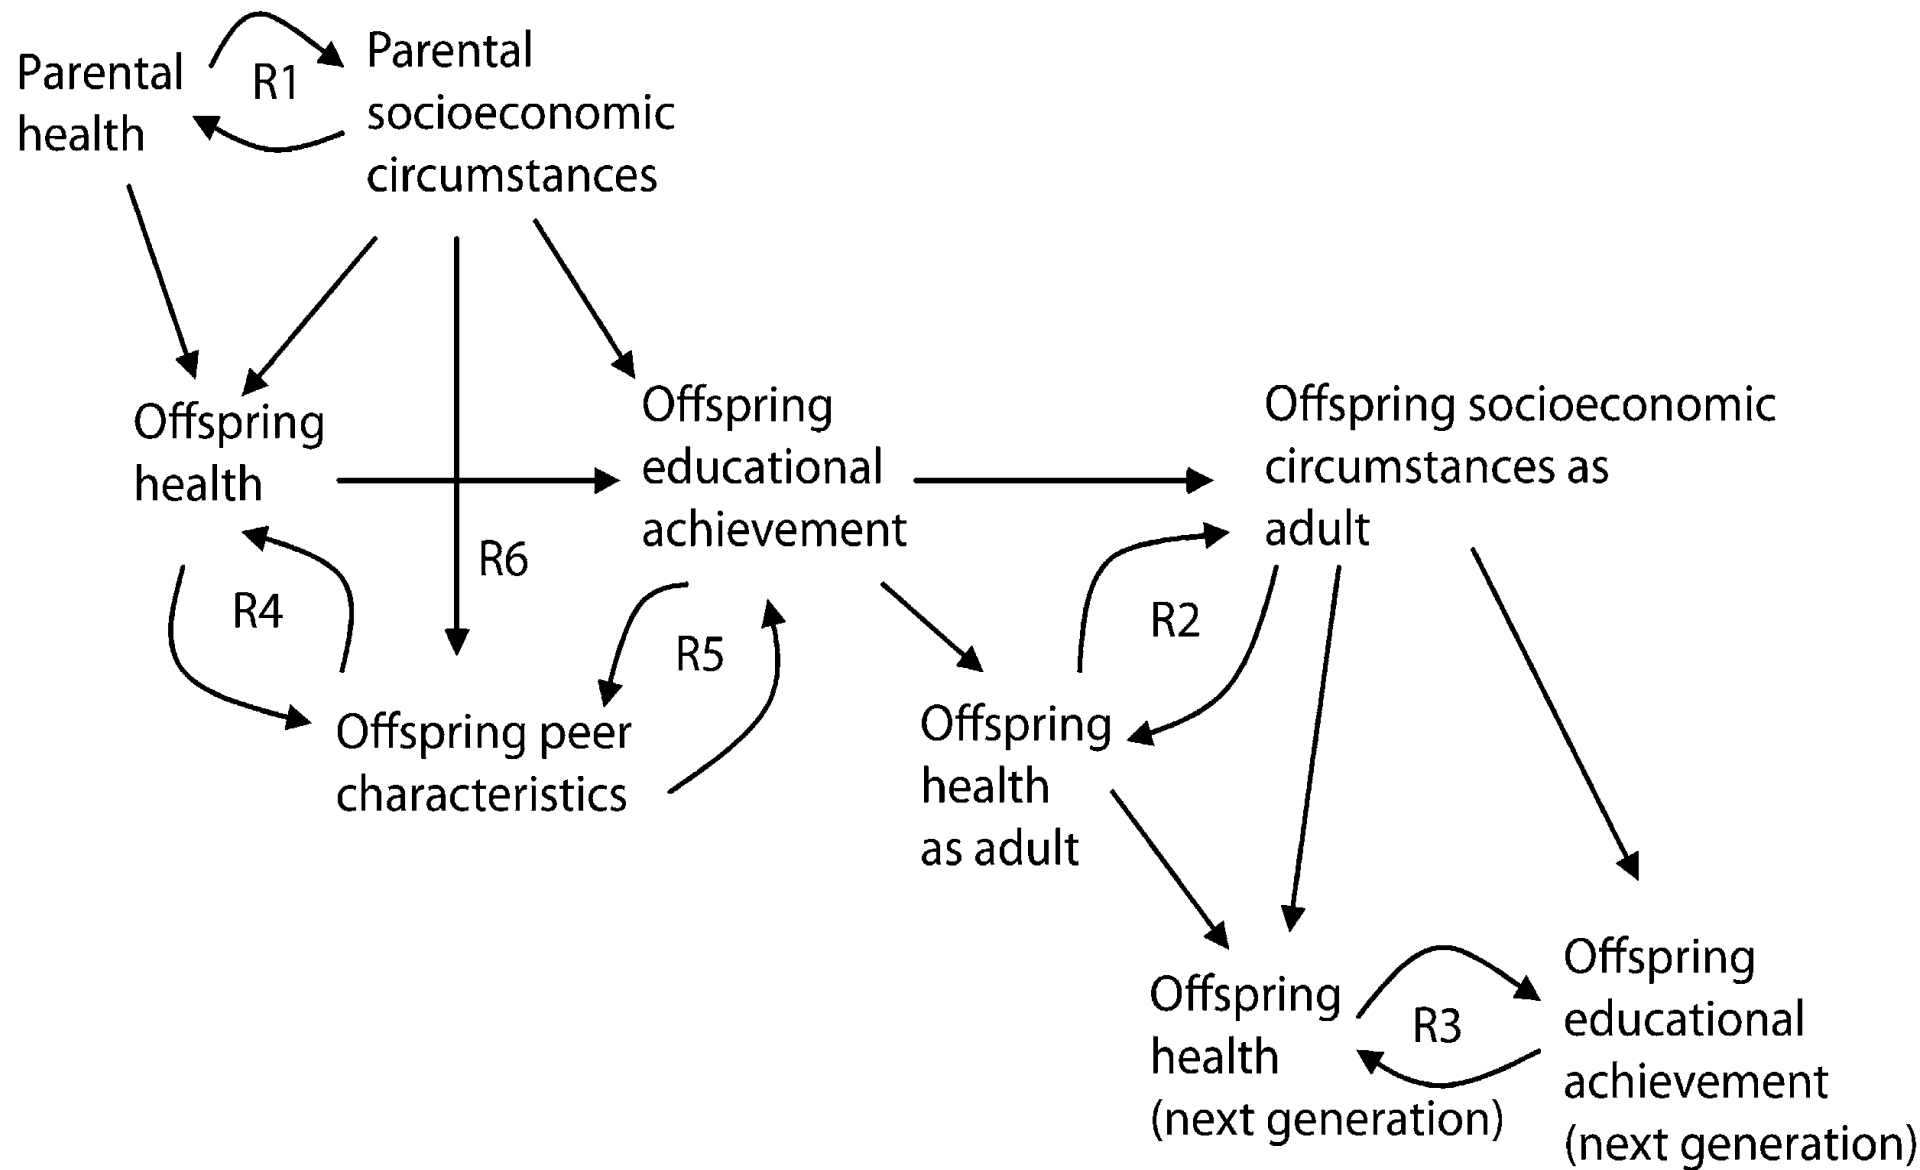 Parental
health
R1
Parental
socioeconomic
circumstances
Offspring
health
Offspring
educational
achievement
Offspring socioeconomic
circumstances as
adult
R6
R4
R5
R2
Offspring peer
characteristics
Offspring
health
as adult
Offspring
health
(next generation)
R3
Offspring
educational
achievement
(next generation)